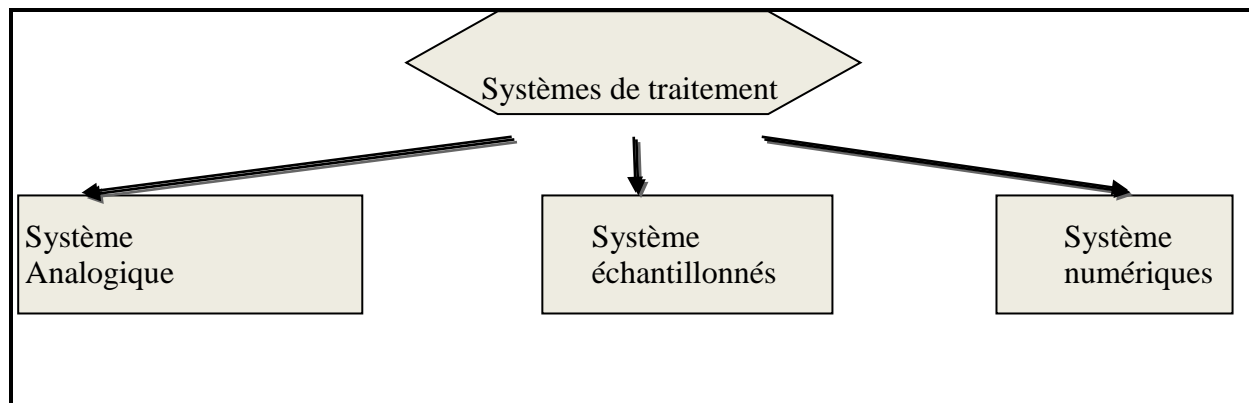 Systèmes de traitement
Système
Analogique
Système
échantillonnés
Système
numériques